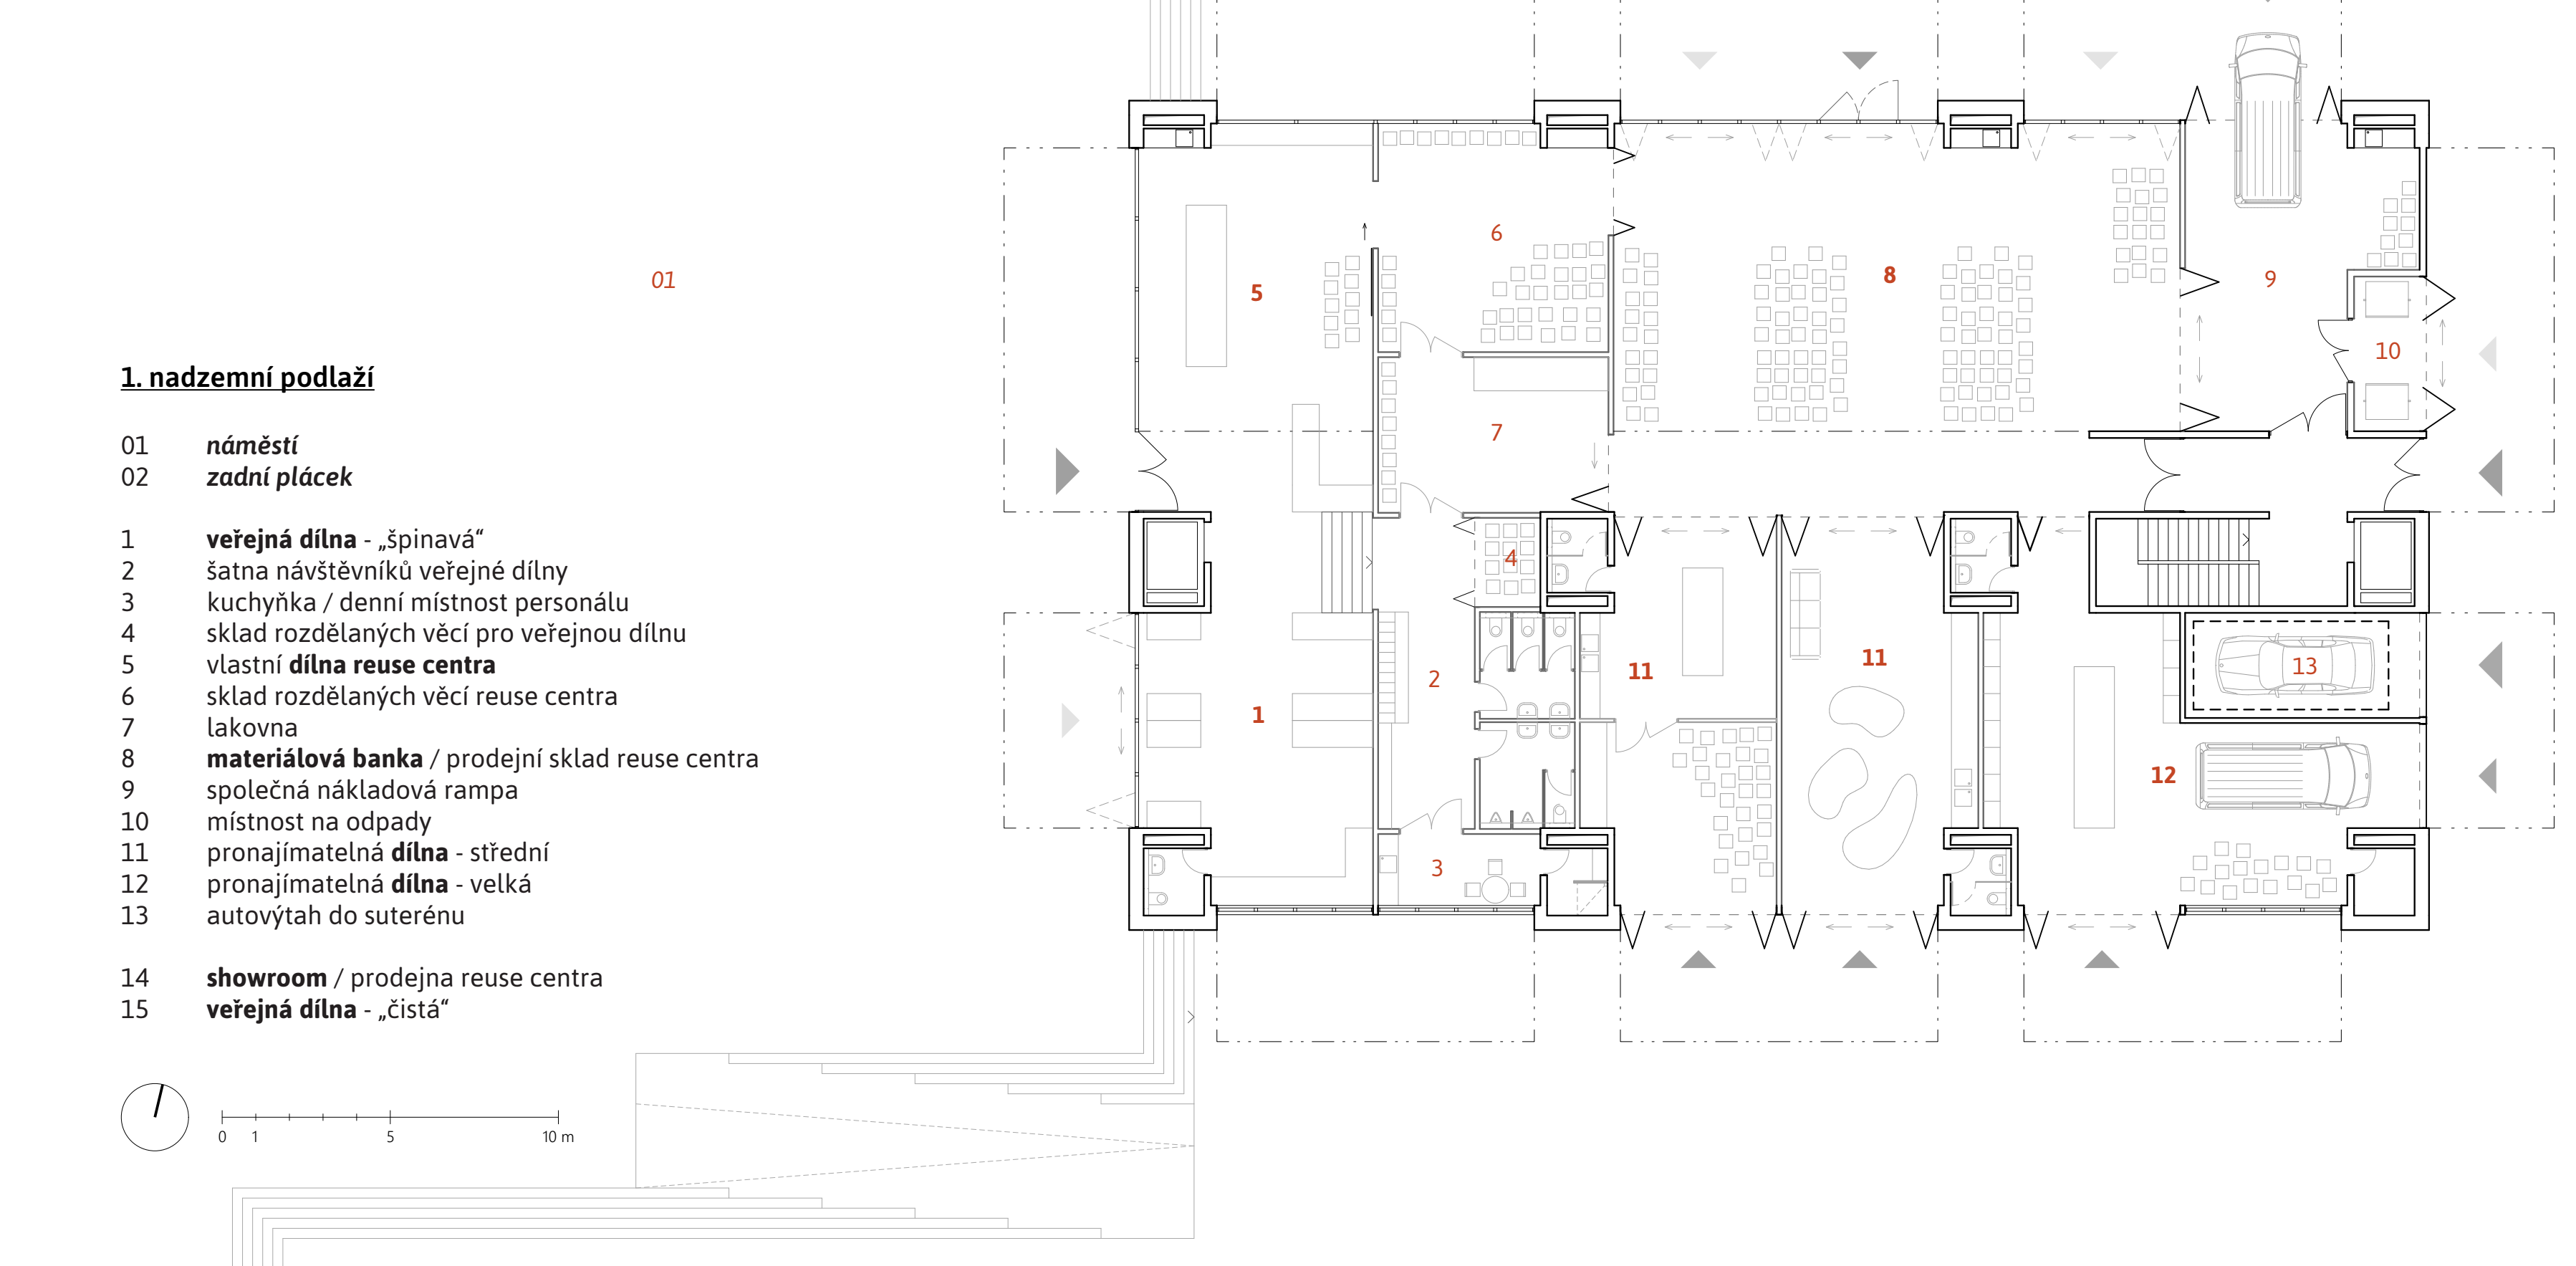 1. nadzemní podlaží
01 náměstí
02 zadní plácek
1 veřejná dílna - „špinavá“
2 šatna návštěvníků veřejné dílny
3 kuchyňka / denní místnost personálu
4 sklad rozdělaných věcí pro veřejnou dílnu
5 vlastní dílna reuse centra
6 sklad rozdělaných věcí reuse centra
7 lakovna
8 materiálová banka / prodejní sklad reuse centra
9 společná nákladová rampa
10 místnost na odpady
11 pronajímatelná dílna - střední
12 pronajímatelná dílna - velká
13 autovýtah do suterénu
14 showroom / prodejna reuse centra
15 veřejná dílna - „čistá“
0 1 5 10 m
01
6
8
9
5
10
7
4
11
11
13
2
1
12
3